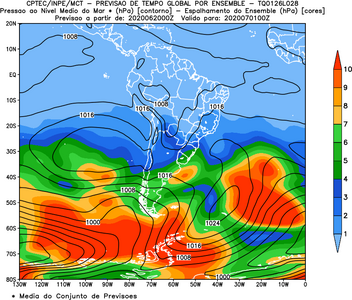 CPTEC/INPE/MCT - PREVISAO DE TEMPO GLOBAL POR ENSEMBLE - TQ0126L028
Pressao ao Nivel Medio do Mar * (hPa) [contorno] - Espalhamento do Ensemble (hPa) [cores]
Previsao a partir de: 2020062000Z Valido para: 2020070100Z
20N
1008
10N
EQ
1016
1008
1016
10S
20S
1016
30S
1016
40S
1008
50S
1000
1024
60S
1016
1008
70S
1000
80S
130W 120W 110W 100W 90W 80W 70W 60W 50W 40W 30W 20W 10W 0
10
9
8
7
6
5
4
3
2
1
* Media do Conjunto de Previsoes